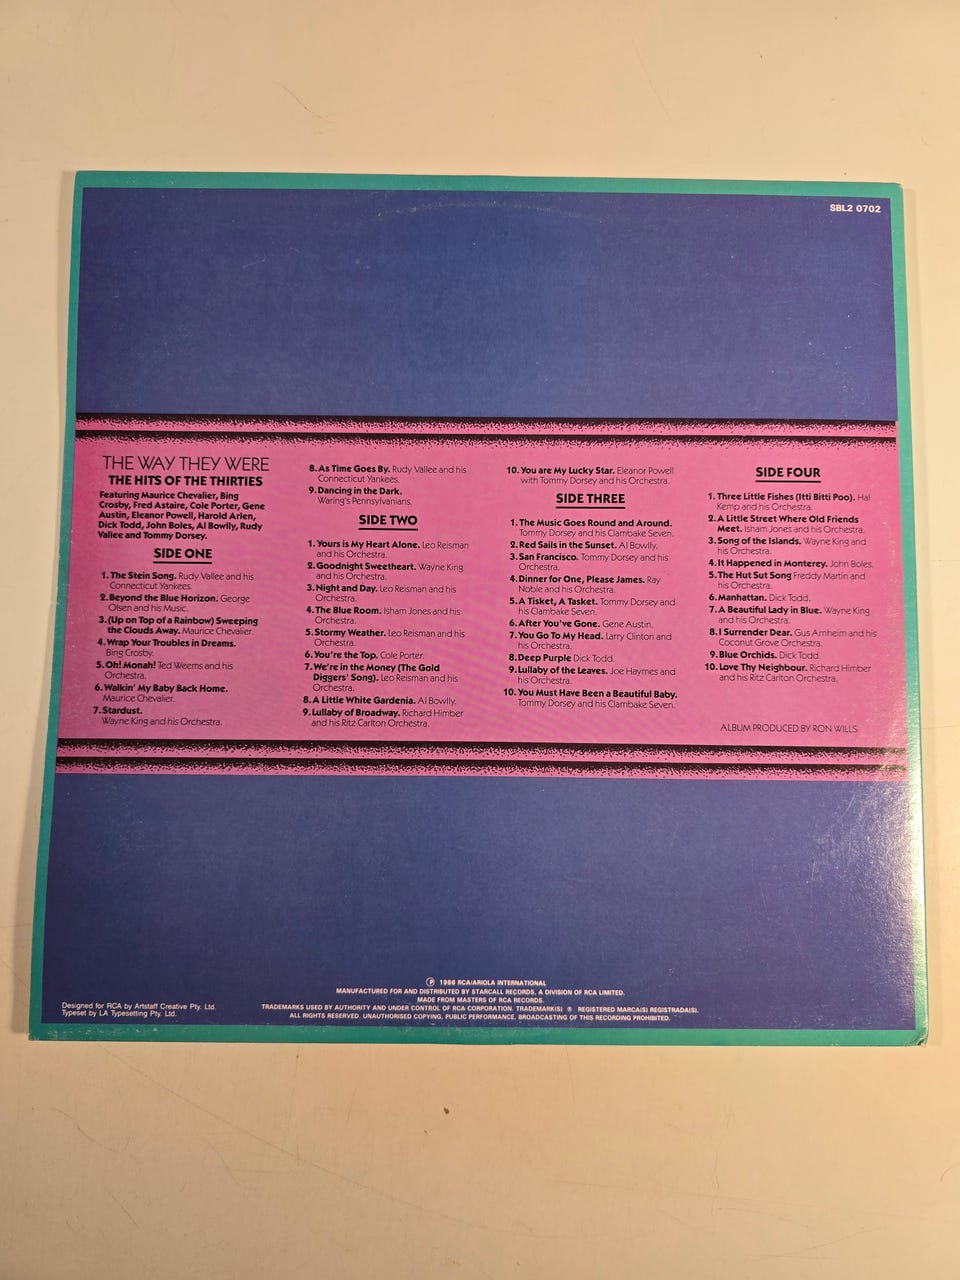 SBL2 0702
THE WAY THEY WERE
THE HITS OF THE THIRTIES
Featuring Maurice Chevalier, Bing
Crosby, Fred Astaire, Cole Porter, Gene
Austin, Eleanor Powell, Harold Arlen,
Dick Todd, John Boles, Al Bowlly, Rudy
Vallee and Tommy Dorsey.
SIDE ONE
1. The Stein Song. Rudy Vallee and his
Connecticut Yankees.
2. Beyond the Blue Horizon. George
Olsen and his Music.
3. (Up on Top of a Rainbow) Sweeping
the Clouds Away. Maurice Chevalier.
4. Wrap Your Troubles in Dreams.
Bing Crosby.
5. Oh! Monah! Ted Weems and his
Orchestra.
6. Walkin' My Baby Back Home.
Maurice Chevalier.
7. Stardust.
Wayne King and his Orchestra.
8. As Time Goes By. Rudy Vallee and his
Connecticut Yankees.
9. Dancing in the Dark.
Waring's Pennsylvanians.
SIDE TWO
1. Yours is My Heart Alone. Leo Reisman
and his Orchestra.
2. Goodnight Sweetheart. Wayne King
and his Orchestra.
3. Night and Day. Leo Reisman and his
Orchestra.
4. The Blue Room. Isham Jones and his
Orchestra.
5. Stormy Weather. Leo Reisman and his
Orchestra.
6. You're the Top. Cole Porter.
7. We're in the Money (The Gold
Diggers' Song). Leo Reisman and his
Orchestra.
8. A Little White Gardenia. Al Bowlly.
9. Lullaby of Broadway. Richard Himber
and his Ritz Carlton Orchestra.
10. You are My Lucky Star. Eleanor Powell
with Tommy Dorsey and his Orchestra.
SIDE THREE
1. The Music Goes Round and Around.
Tommy Dorsey and his Clambake Seven.
2. Red Sails in the Sunset. Al Bowlly.
3. San Francisco. Tommy Dorsey and his
Orchestra.
4. Dinner for One, Please James. Ray
Noble and his Orchestra.
5. A Tisket, A Tasket. Tommy Dorsey and
his Clambake Seven.
6. After You've Gone. Gene Austin.
7. You Go To My Head. Larry Clinton and
his Orchestra.
8. Deep Purple Dick Todd.
9. Lullaby of the Leaves. Joe Haymes and
his Orchestra.
10. You Must Have Been a Beautiful Baby.
Tommy Dorsey and his Clambake Seven.
SIDE FOUR
1. Three Little Fishes (Itti Bitti Poo). Hal
Kemp and his Orchestra.
2. A Little Street Where Old Friends
Meet. Isham Jones and his Orchestra.
3. Song of the Islands. Wayne King and
his Orchestra.
4. It Happened in Monterey. John Boles.
5. The Hut Sut Song Freddy Martin and
his Orchestra.
6. Manhattan. Dick Todd.
7. A Beautiful Lady in Blue. Wayne King
and his Orchestra.
8. I Surrender Dear. Gus Arnheim and his
Coconut Grove Orchestra.
9. Blue Orchids. Dick Todd.
10. Love Thy Neighbour. Richard Himber
and his Ritz Carlton Orchestra.
ALBUM PRODUCED BY RON WILLS
Designed for RCA by Artstaff Creative Pty. Ltd.
Typeset by LA Typesetting Pty. Ltd.
℗ 1986 RCA/ARIOLA INTERNATIONAL
MANUFACTURED FOR AND DISTRIBUTED BY STARCALL RECORDS, A DIVISION OF RCA LIMITED.
MADE FROM MASTERS OF RCA RECORDS.
TRADEMARKS USED BY AUTHORITY AND UNDER CONTROL OF RCA CORPORATION. TRADEMARK(S) ® REGISTERED MARCA(S) REGISTRADA(S).
ALL RIGHTS RESERVED. UNAUTHORISED COPYING, PUBLIC PERFORMANCE, BROADCASTING OF THIS RECORDING PROHIBITED.